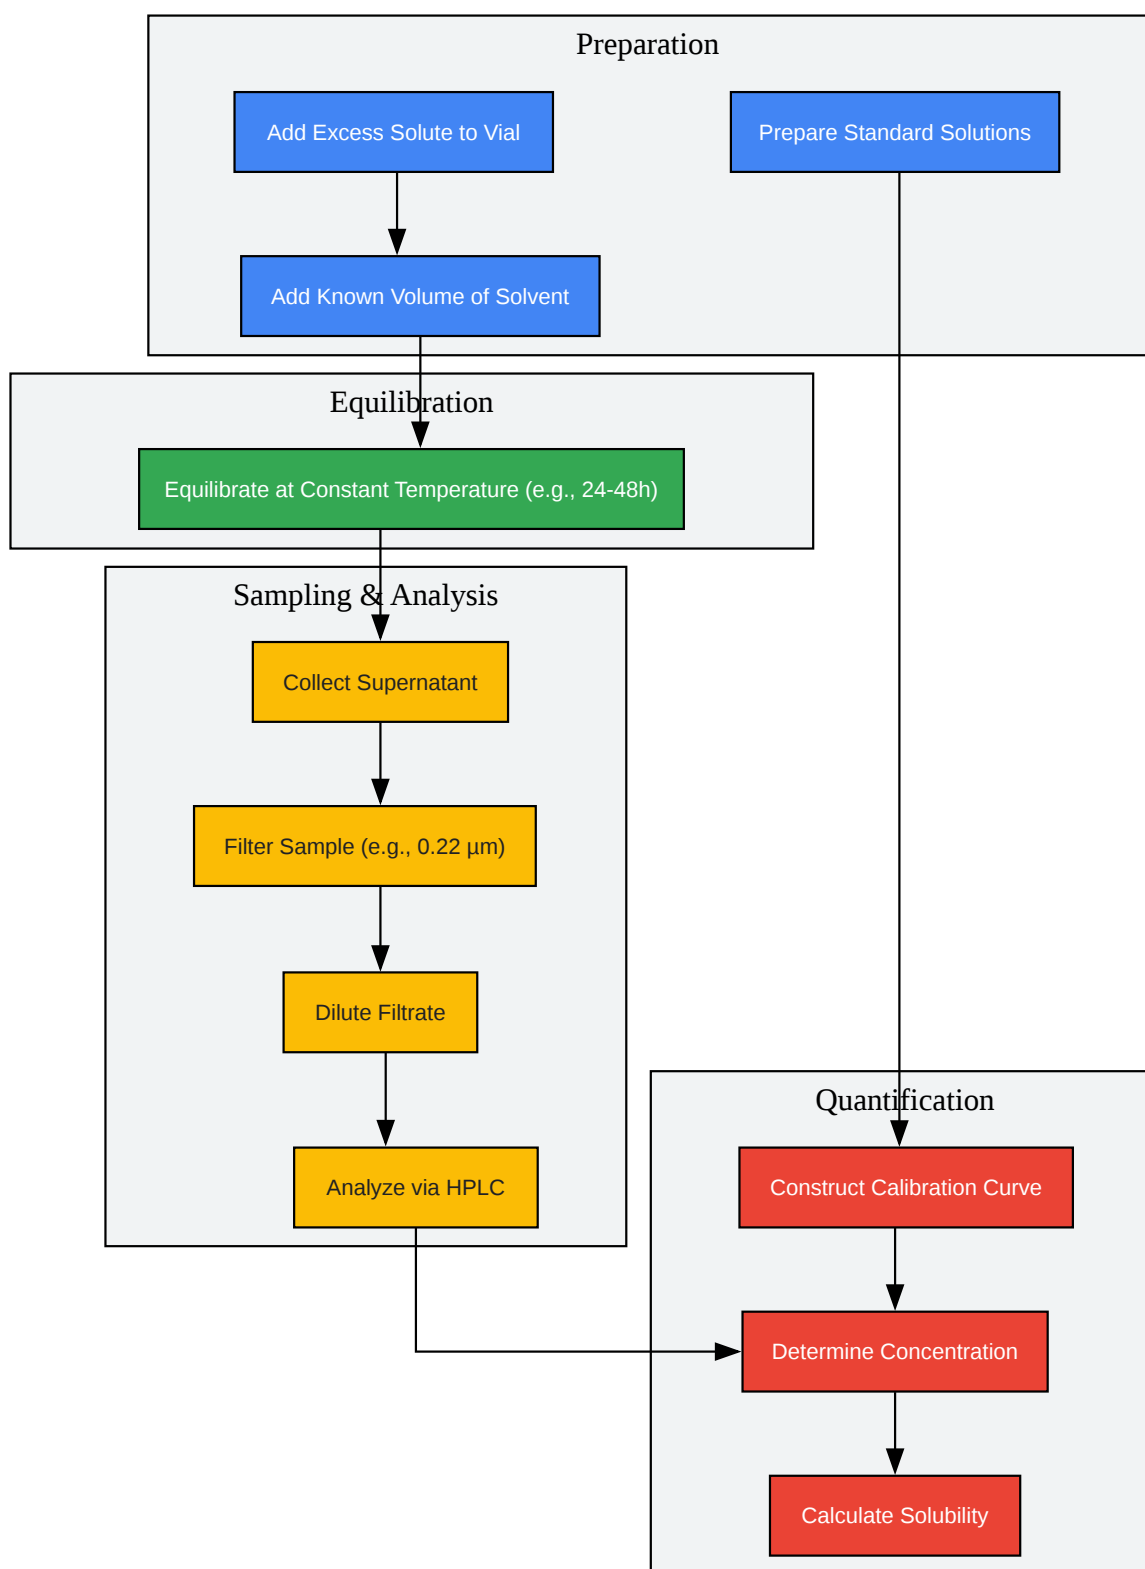 Preparation
Add Excess Solute to Vial
Prepare Standard Solutions
Add Known Volume of Solvent
Equilibration
Equilibrate at Constant Temperature (e.g., 24-48h)
Sampling & Analysis
Collect Supernatant
Filter Sample (e.g., 0.22 µm)
Dilute Filtrate
Analyze via HPLC
Quantification
Construct Calibration Curve
Determine Concentration
Calculate Solubility